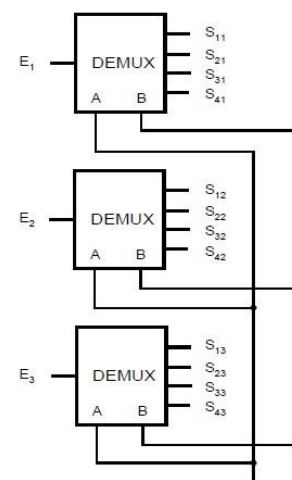 S11
E1 DEMUX S21
S31
A B S41
S12
E2 DEMUX S22
S32
A B S42
S13
E3 DEMUX S23
S33
A B S43